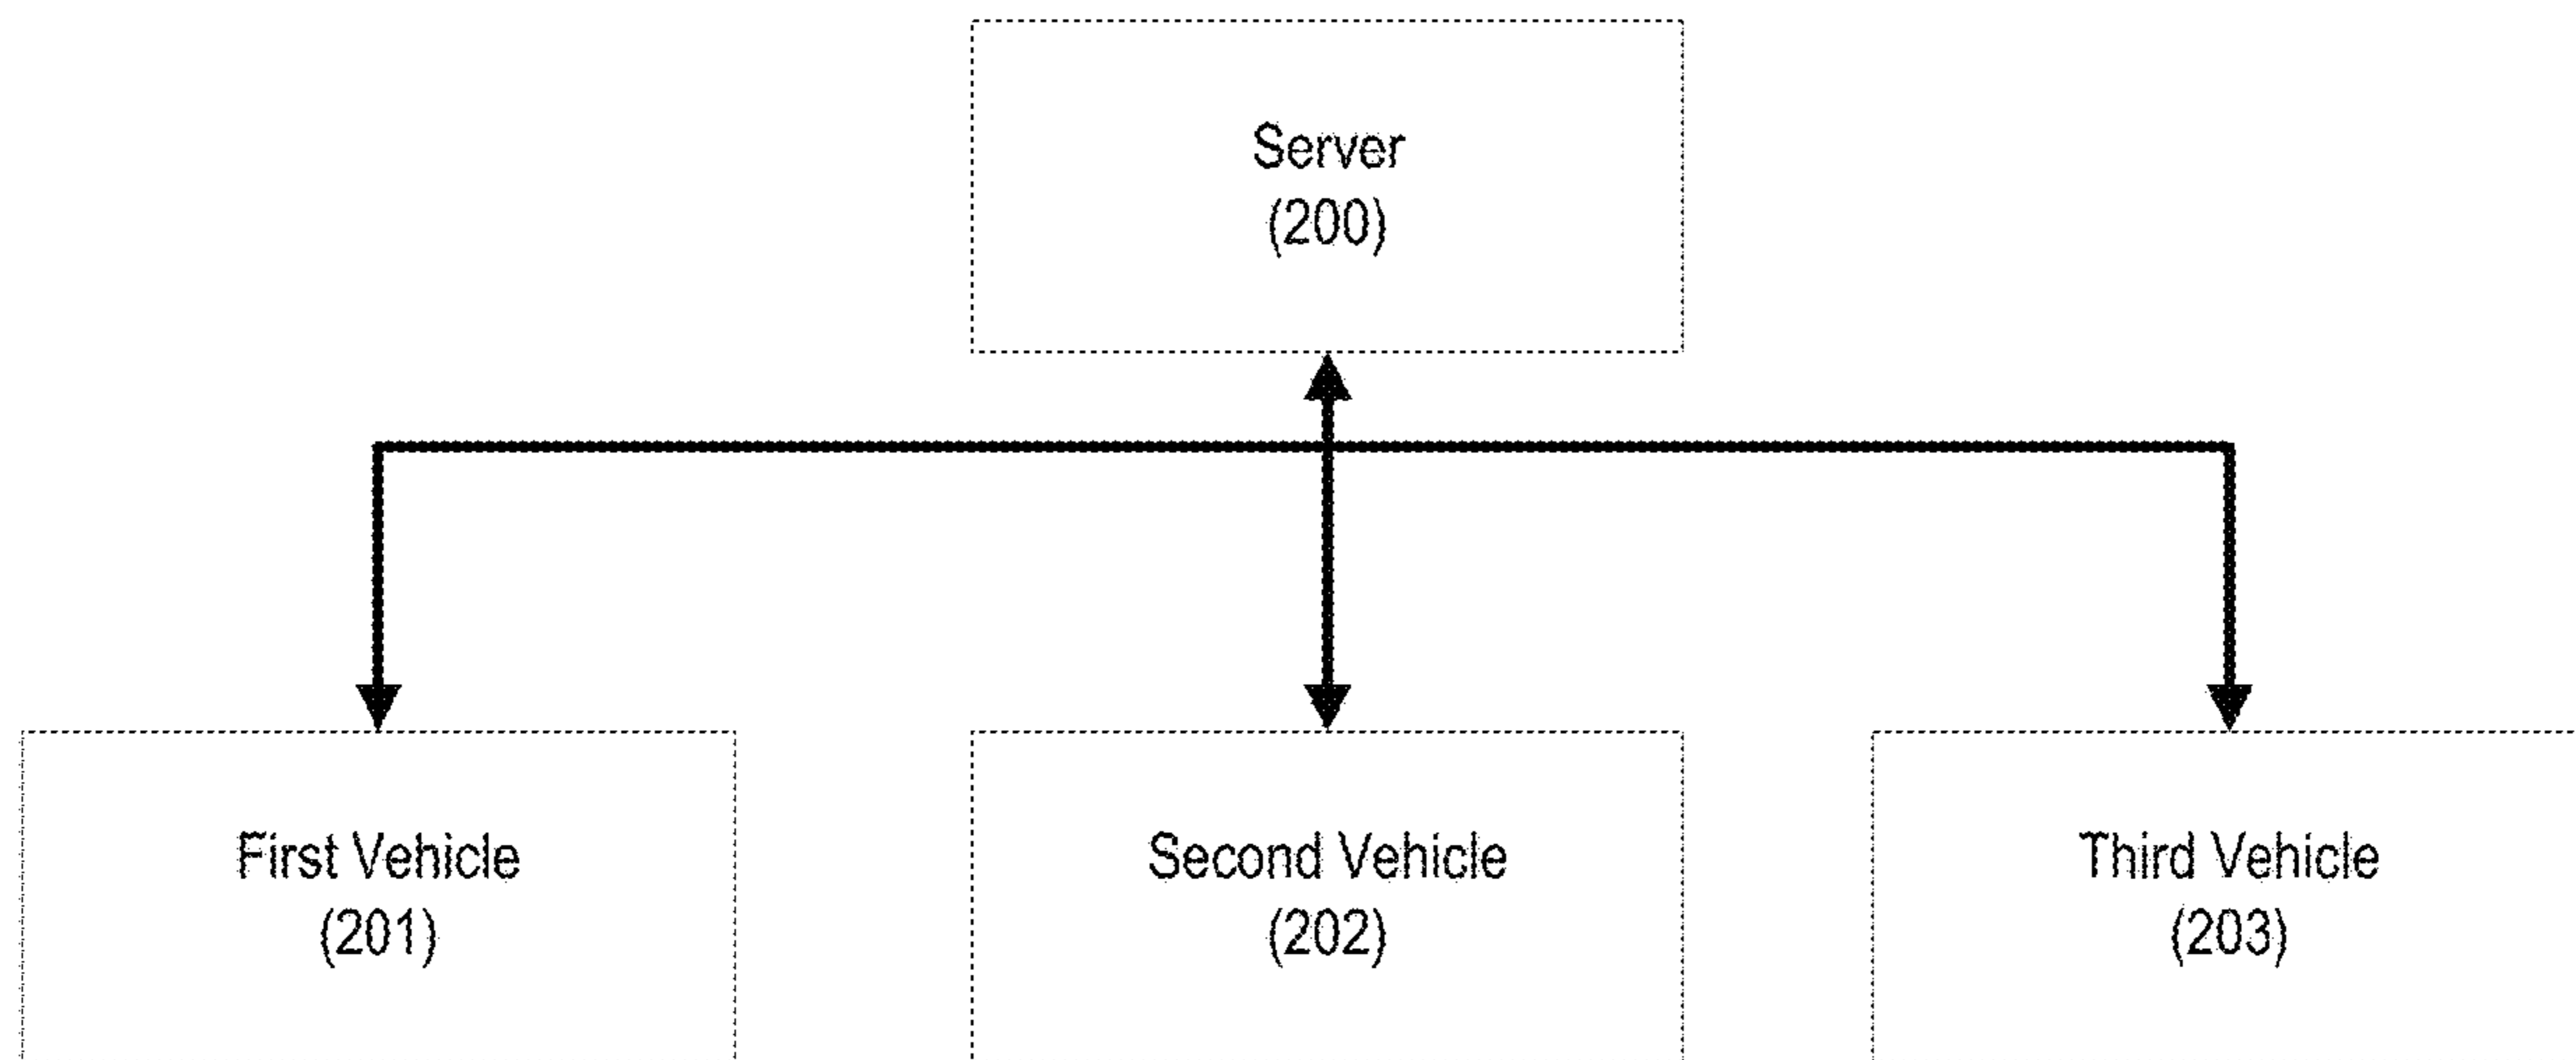 Server
(200)
First Vehicle
(201)
Second Vehicle
(202)
Third Vehicle
(203)